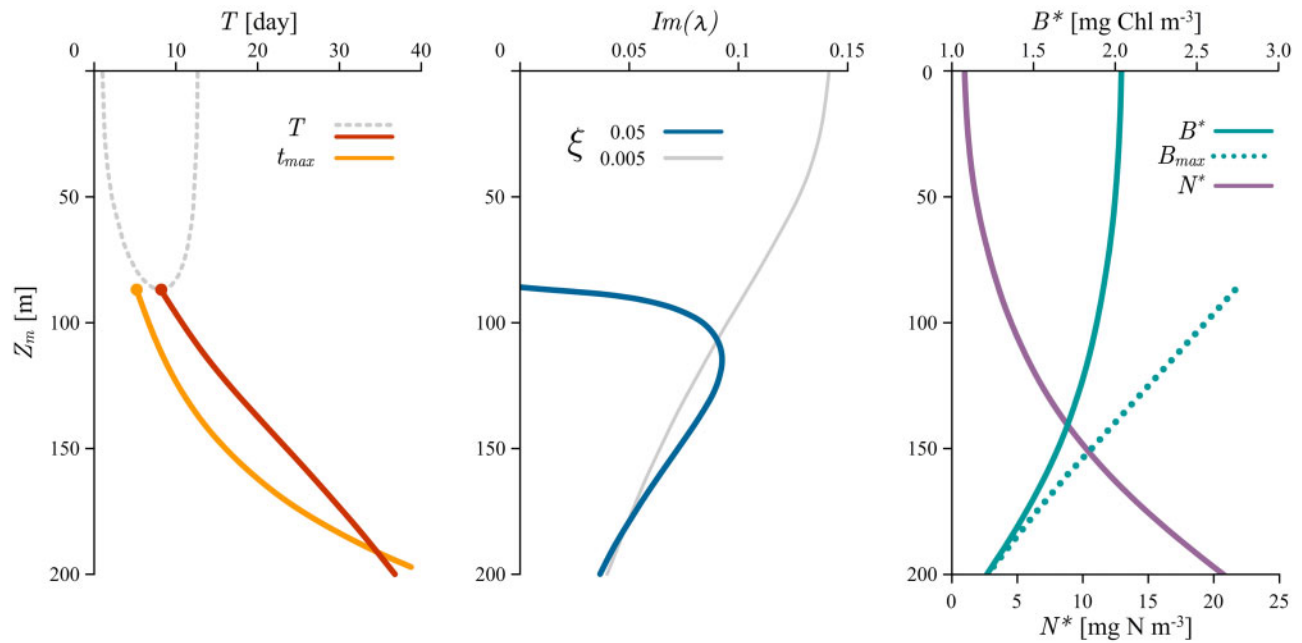 T [day]
0 10 20 30 40
T
t_max
Z_m [m]
50
100
150
200
Im(λ)
0 0.05 0.1 0.15
ξ
0.05
0.005
50
100
150
200
B* [mg Chl m-3]
1.0 1.5 2.0 2.5 3.0
B*
B_max
N*
0
50
100
150
200
0 5 10 15 20 25
N* [mg N m-3]